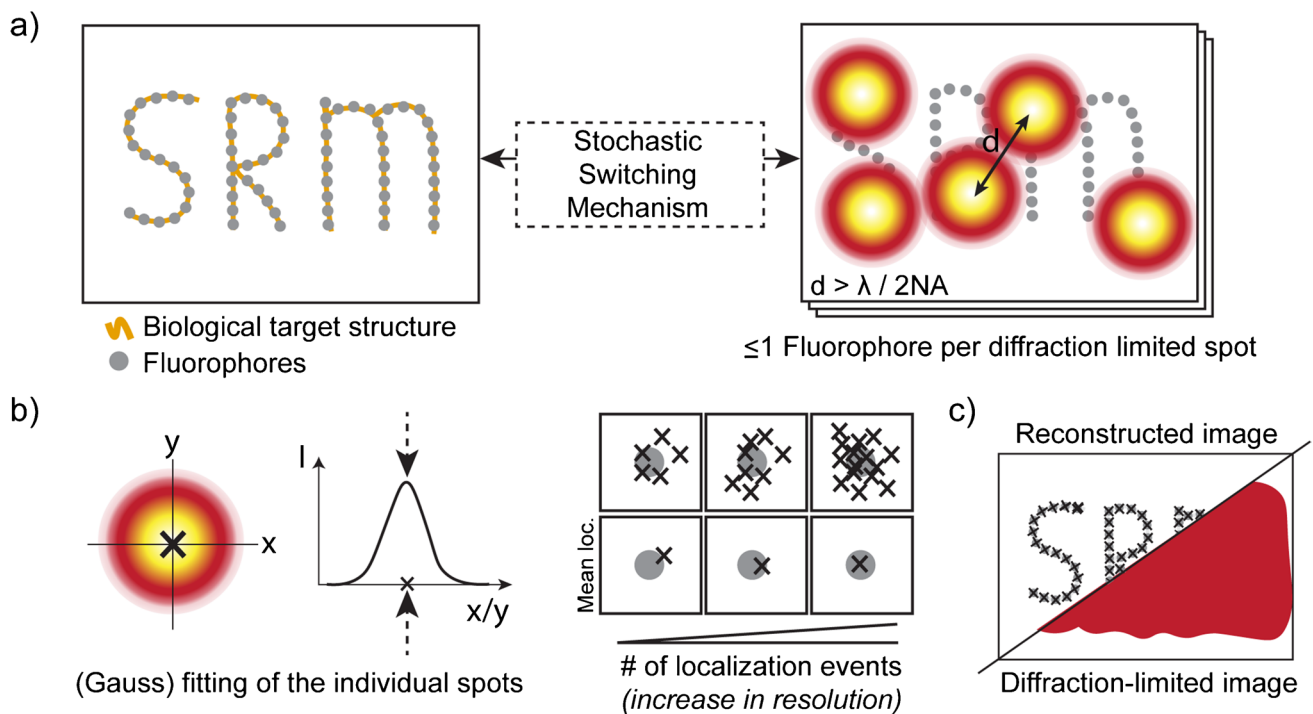 a)
SRm
Stochastic
Switching
Mechanism
d
d > λ / 2NA
Biological target structure
Fluorophores
≤1 Fluorophore per diffraction limited spot
b)
y
x
I
x/y
(Gauss) fitting of the individual spots
Mean loc.
# of localization events
(increase in resolution)
c)
Reconstructed image
SRm
Diffraction-limited image